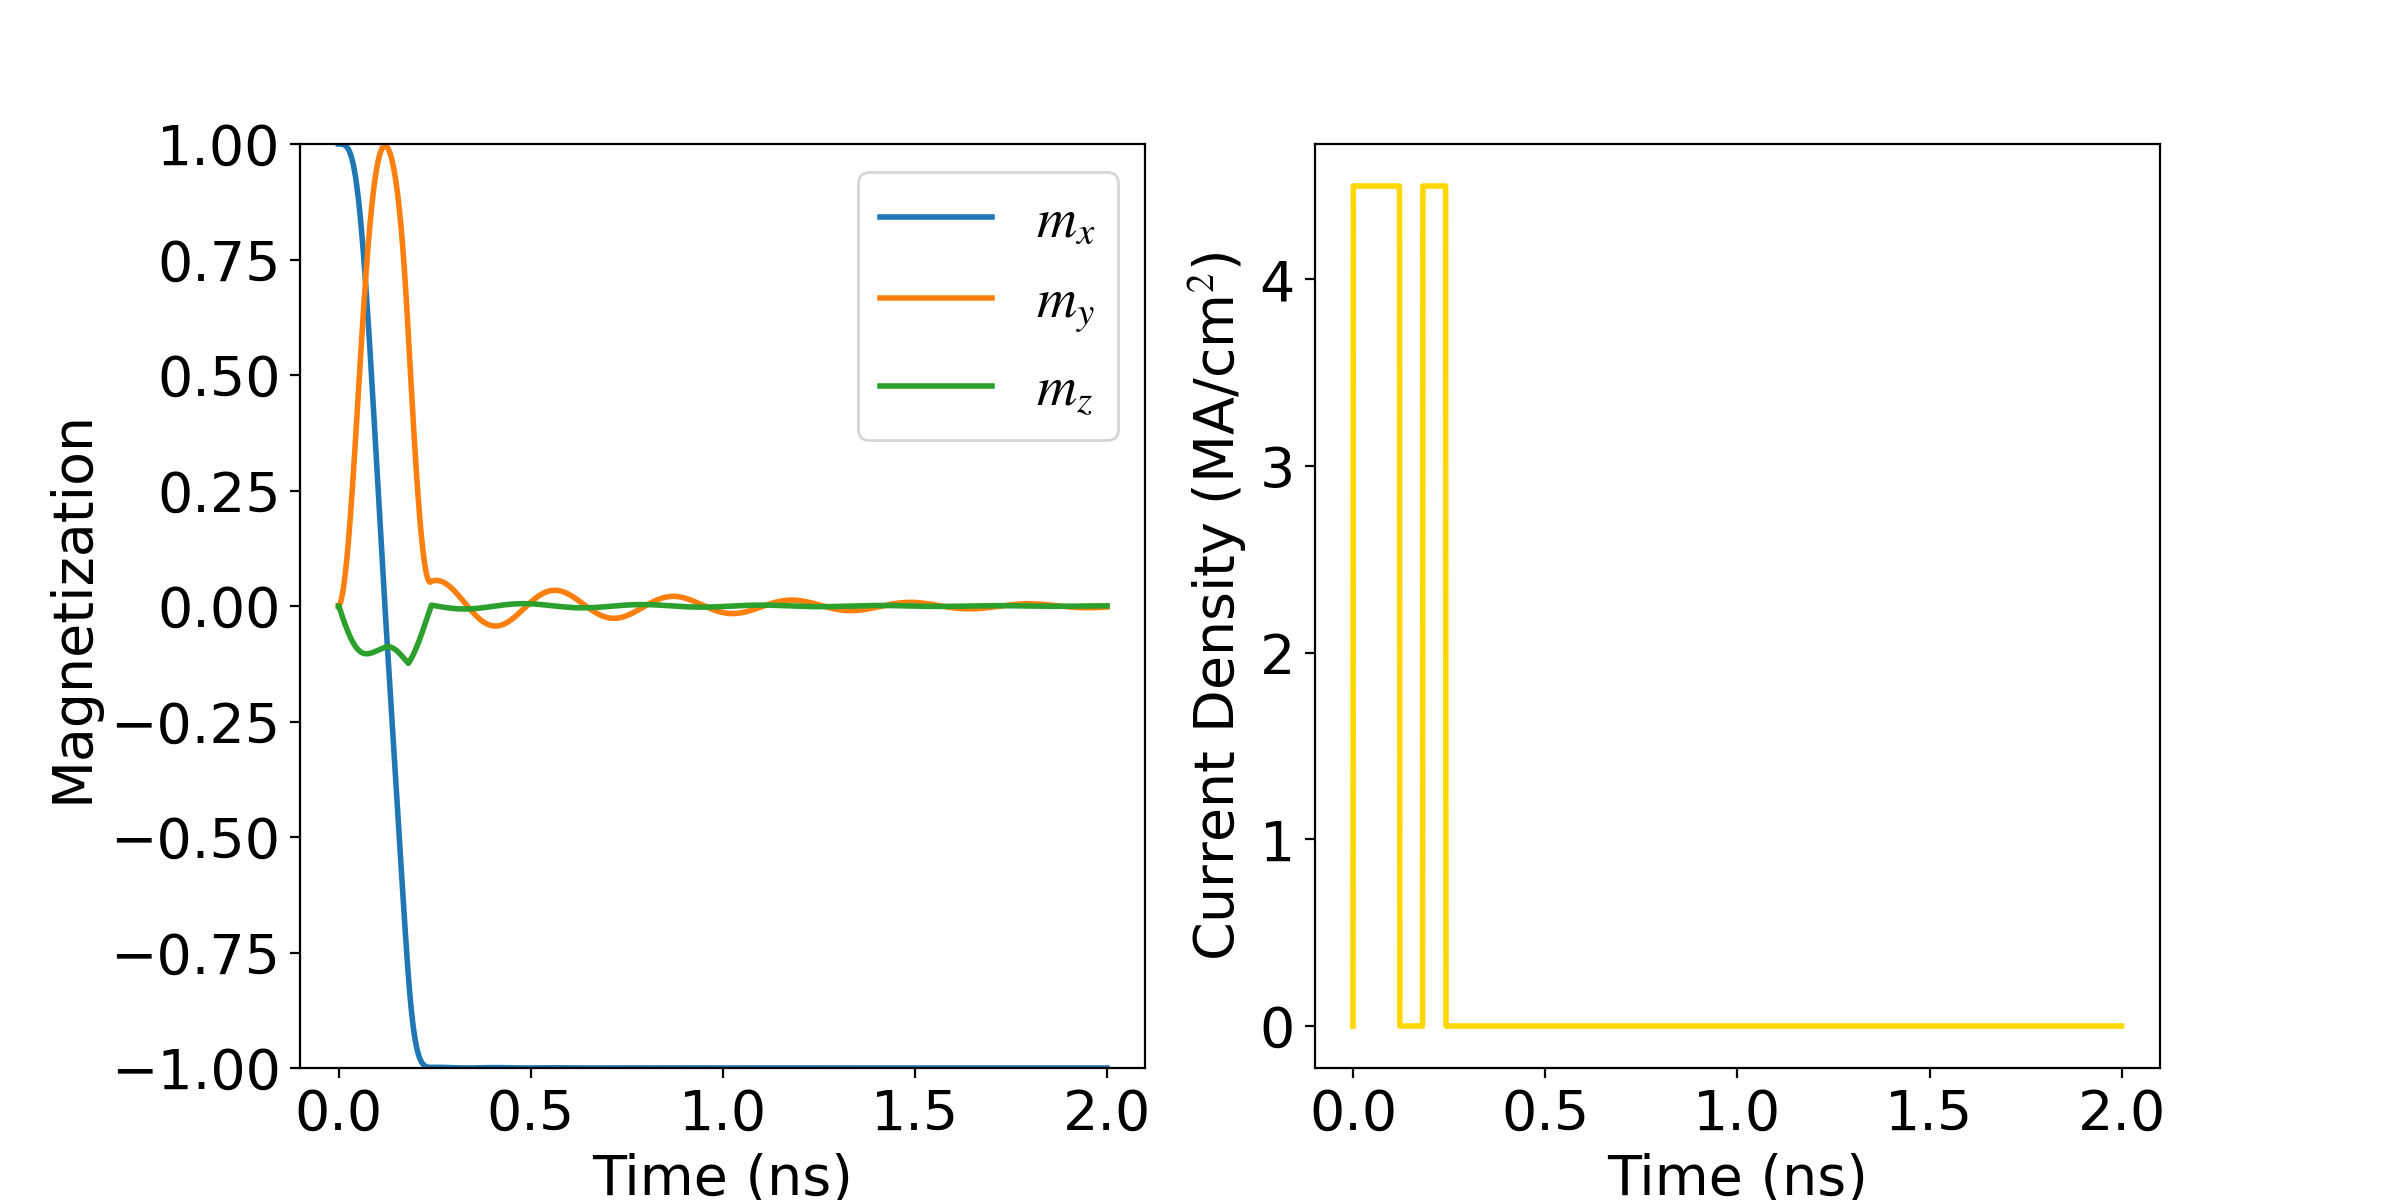 Magnetization
1.00
0.75
0.50
0.25
0.00
−0.25
−0.50
−0.75
−1.00
0.0 0.5 1.0 1.5 2.0
Time (ns)
m_x
m_y
m_z
Current Density (MA/cm²)
4
3
2
1
0
0.0 0.5 1.0 1.5 2.0
Time (ns)